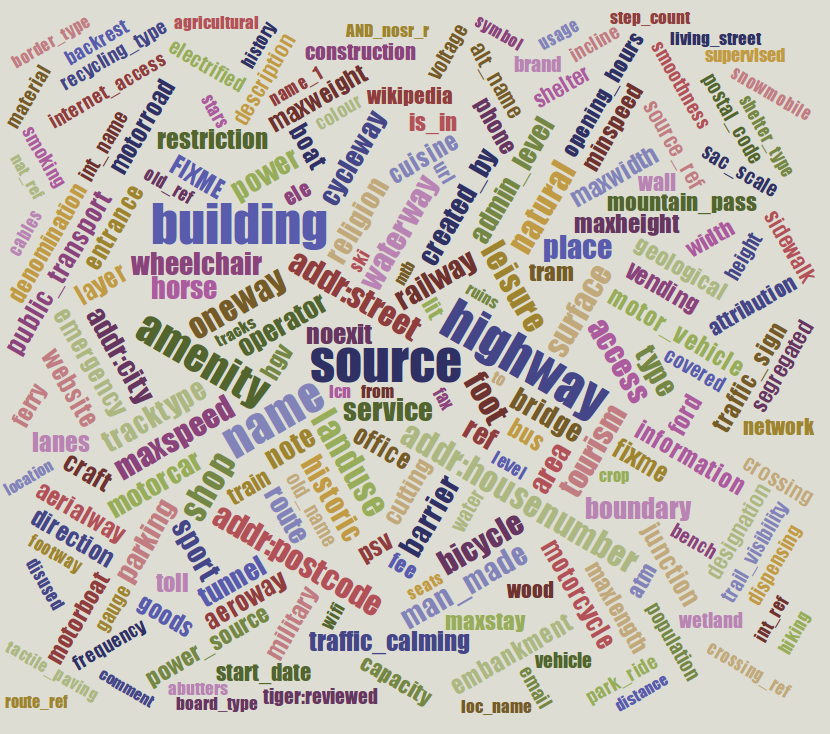 border_type
backrest
recycling_type
agricultural
history
AND_nosr_r
voltage
symbol
usage
incline
step_count
living_street
material
internet_access
electrified
description
construction
alt_name
brand
shelter
opening_hours
smoothness
supervised
snowmobile
stars
name_1
maxweight
colour
wikipedia
phone
minspeed
postal_code
shelter_type
smoking
int_name
motorroad
restriction
boat
is_in
source_ref
sac_scale
nat_ref
FIXME
power
cycleway
cuisine
url
created_by
admin_level
natural
maxwidth
wall
mountain_pass
old_ref
ele
religion
waterway
maxheight
cables
denomination
public_transport
entrance
building
place
geological
width
height
sidewalk
layer
wheelchair
horse
ski
mtb
railway
leisure
tram
surface
vending
attribution
oneway
addr:street
lit
ruins
motor_vehicle
emergency
addr:city
amenity
tracks
operator
noexit
highway
access
type
covered
traffic_sign
segregated
website
hgv
source
ferry
tracktype
maxspeed
name
lcn
from
fax
foot
to
bridge
ford
lanes
service
ref
bus
tourism
fixme
information
network
location
craft
motorcar
shop
train
note
landuse
office
addr:housenumber
level
area
crop
crossing
aerialway
route
old_name
historic
cutting
barrier
water
boundary
designation
direction
parking
sport
addr:postcode
psv
bicycle
junction
bench
trail_visibility
dispensing
footway
disused
tunnel
fee
man_made
motorcycle
atm
toll
aeroway
seats
wood
maxlength
motorboat
gauge
goods
military
wifi
maxstay
population
wetland
int_ref
hiking
frequency
power_source
traffic_calming
embankment
tactile_paving
start_date
capacity
vehicle
park_ride
crossing_ref
comment
abutters
email
distance
route_ref
board_type
tiger:reviewed
loc_name